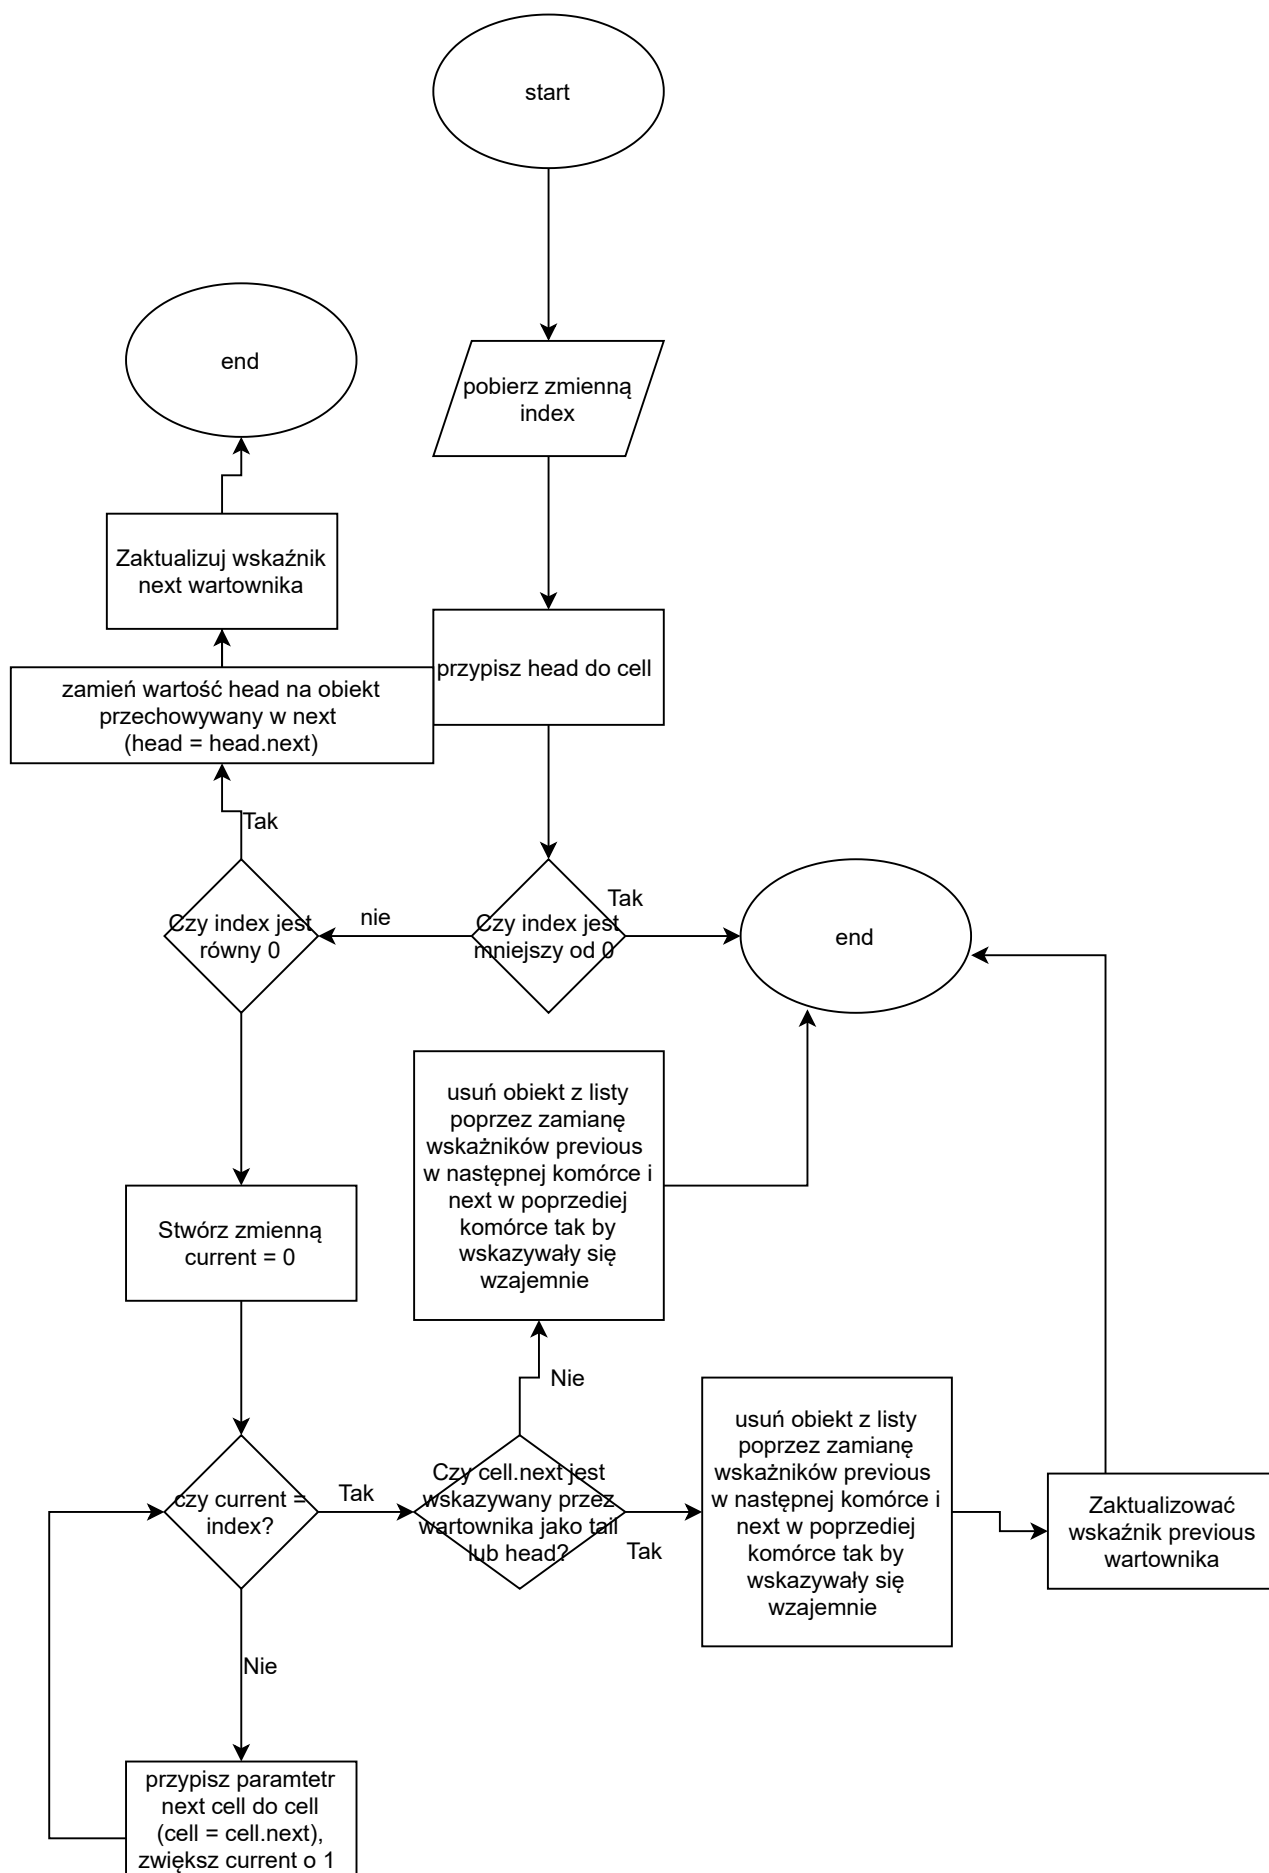 start
pobierz zmienną
index
end
Zaktualizuj wskaźnik
next wartownika
przypisz head do cell
zamień wartość head na obiekt
przechowywany w next
(head = head.next)
Tak
Czy index jest
równy 0
nie
Czy index jest
mniejszy od 0
Tak
end
usuń obiekt z listy
poprzez zamianę
wskażników previous
w następnej komórce i
next w poprzediej
komórce tak by
wskazywały się
wzajemnie
Stwórz zmienną
current = 0
Nie
czy current =
index?
Tak
Czy cell.next jest
wskazywany przez
wartownika jako tail
lub head?
Tak
usuń obiekt z listy
poprzez zamianę
wskażników previous
w następnej komórce i
next w poprzediej
komórce tak by
wskazywały się
wzajemnie
Zaktualizować
wskaźnik previous
wartownika
Nie
przypisz paramtetr
next cell do cell
(cell = cell.next),
zwiększ current o 1